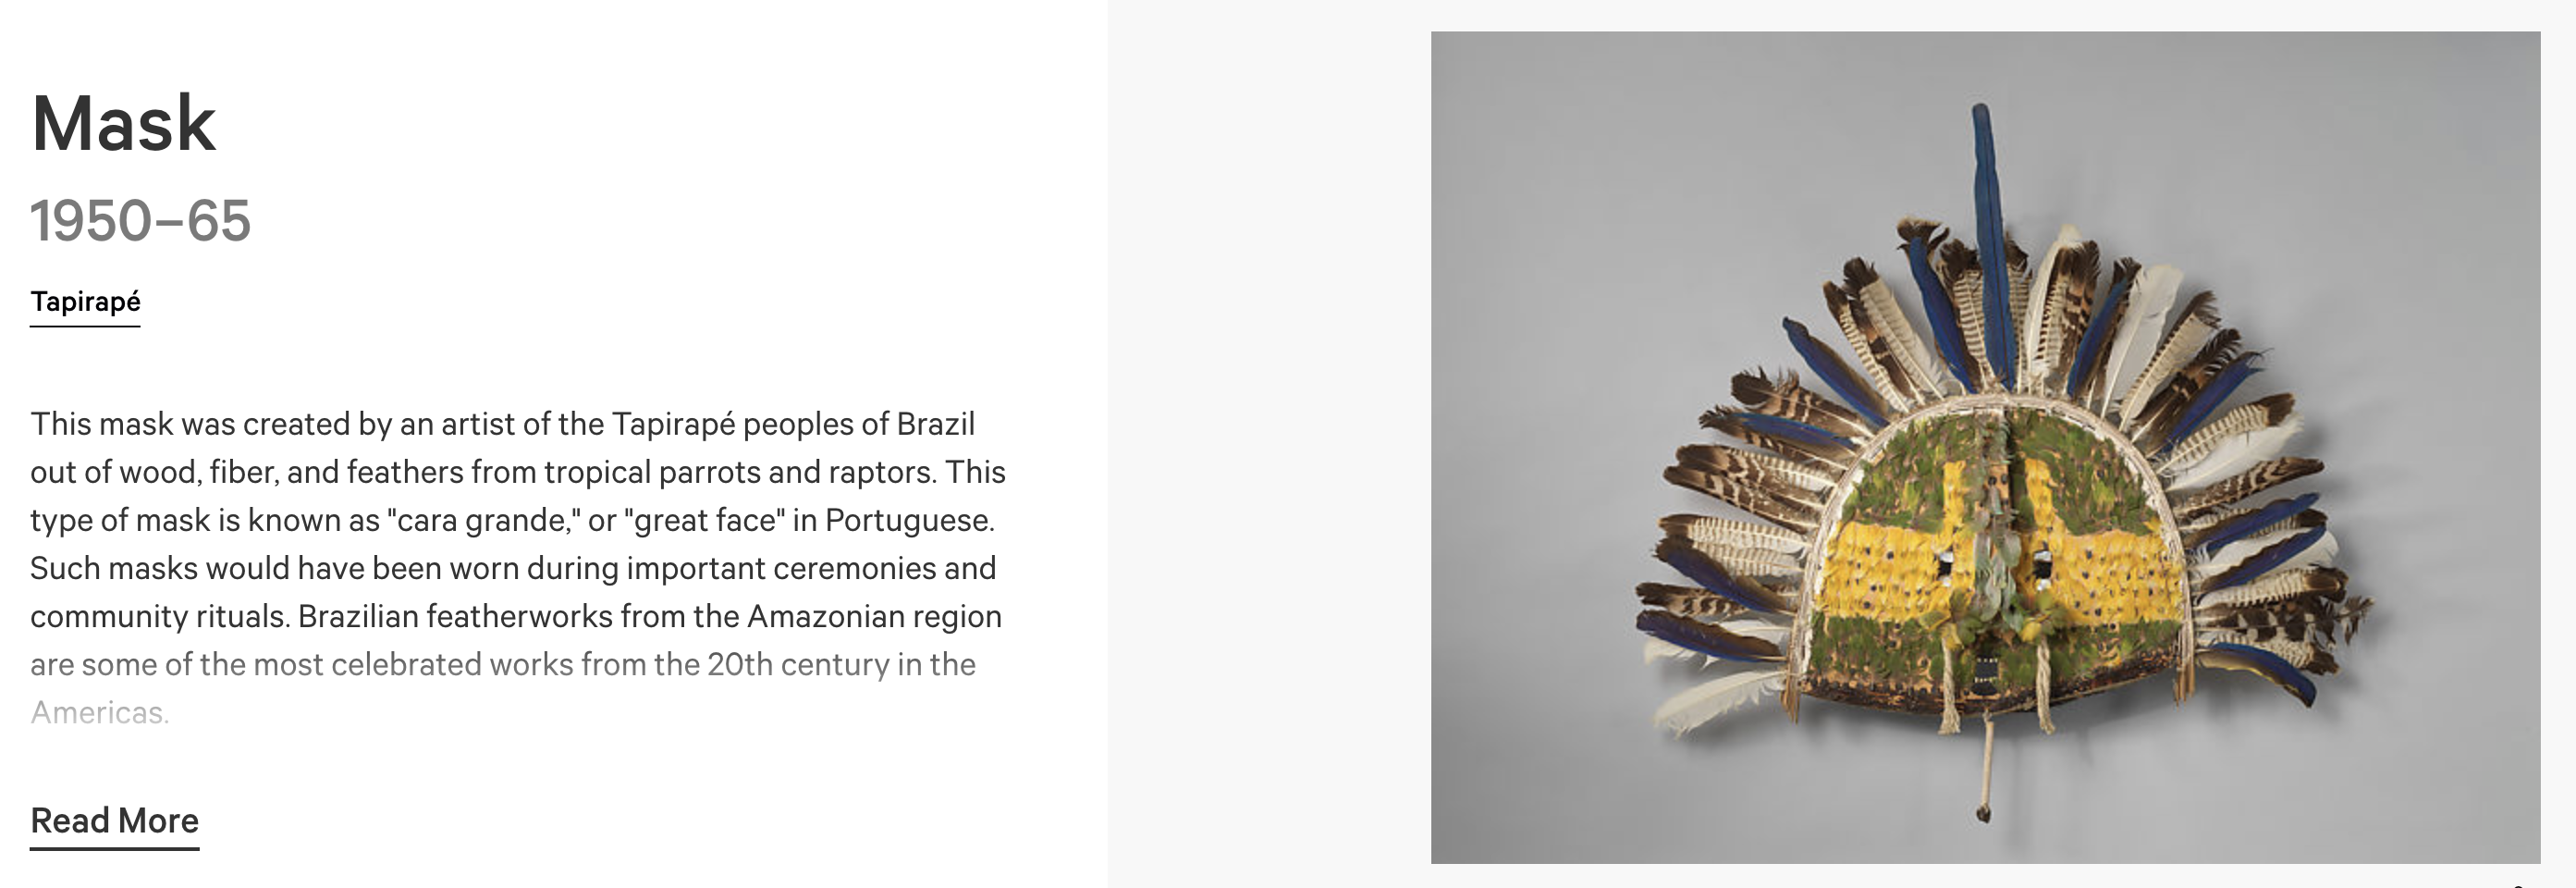 Mask
1950–65
Tapirapé
This mask was created by an artist of the Tapirapé peoples of Brazil
out of wood, fiber, and feathers from tropical parrots and raptors. This
type of mask is known as "cara grande," or "great face" in Portuguese.
Such masks would have been worn during important ceremonies and
community rituals. Brazilian featherworks from the Amazonian region
are some of the most celebrated works from the 20th century in the
Americas.
Read More